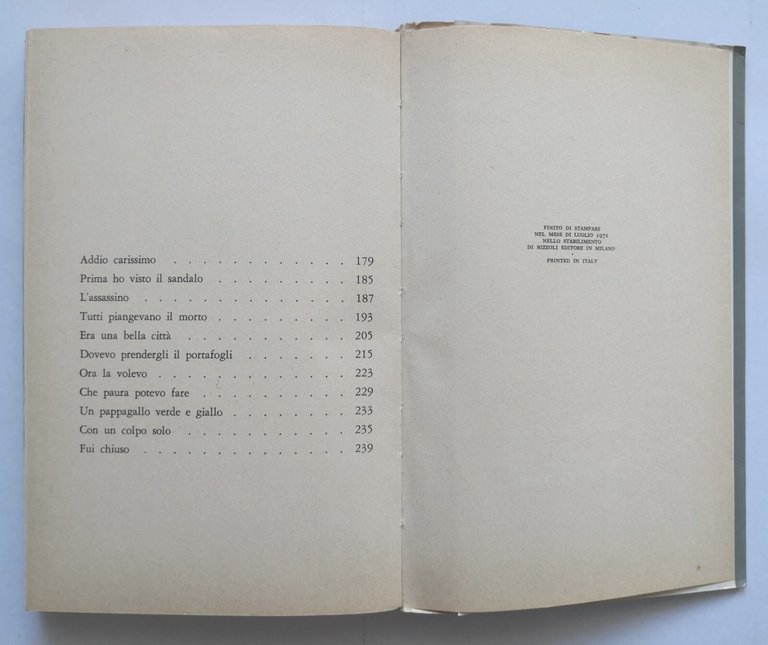 Addio carissimo . . . . . . . . . . . . 179
Prima ho visto il sandalo . . . . . . . . . 185
L'assassino . . . . . . . . . . . . . . 187
Tutti piangevano il morto . . . . . . . . . 193
Era una bella città . . . . . . . . . . . 205
Dovevo prendergli il portafogli . . . . . . . 215
Ora la volevo . . . . . . . . . . . . . 223
Che paura potevo fare . . . . . . . . . . 229
Un pappagallo verde e giallo . . . . . . . . 233
Con un colpo solo . . . . . . . . . . . 235
Fui chiuso . . . . . . . . . . . . . . 239
FINITO DI STAMPARE
NEL MESE DI LUGLIO 1971
NELLO STABILIMENTO
DI RIZZOLI EDITORE IN MILANO
PRINTED IN ITALY